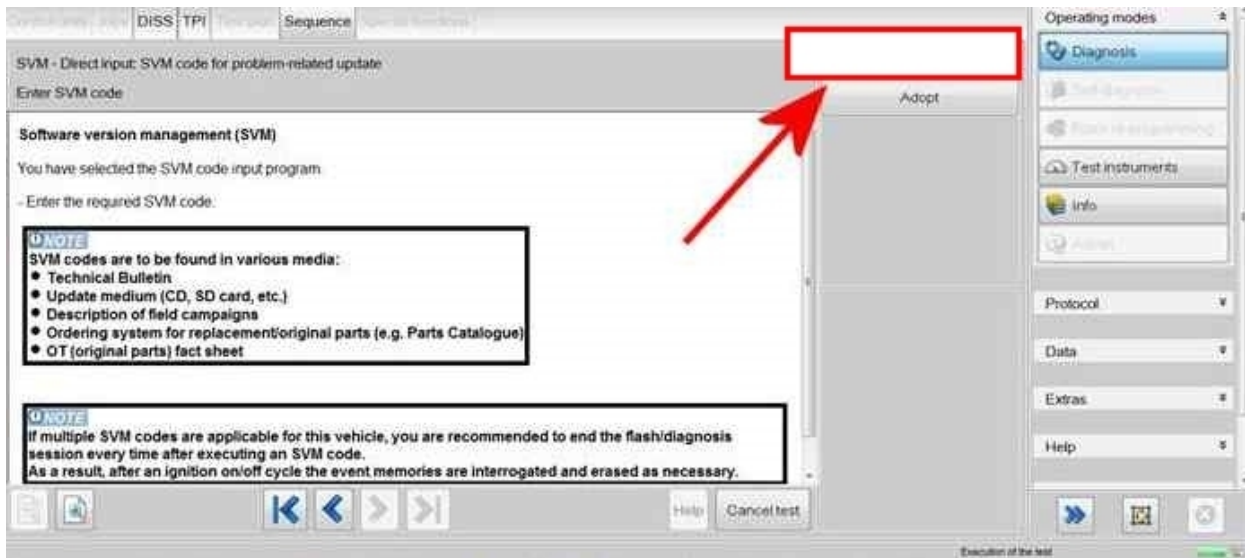 DiSS
TPI
Sequence
SVM - Direct input: SVM code for problem-related update
Enter SVM code
Adopt
Software version management (SVM)
You have selected the SVM code input program.
- Enter the required SVM code:
NOTE
SVM codes are to be found in various media:
● Technical Bulletin
● Update medium (CD, SD card, etc.)
● Description of field campaigns
● Ordering system for replacement/original parts (e.g. Parts Catalogue)
● OT (original parts) fact sheet
NOTE
If multiple SVM codes are applicable for this vehicle, you are recommended to end the flash/diagnosis
session every time after executing an SVM code.
As a result, after an ignition on/off cycle the event memories are interrogated and erased as necessary.
Help
Cancel test
Operating modes
Diagnosis
Test instruments
Info
Protocol
Data
Extras
Help
Execution of the test